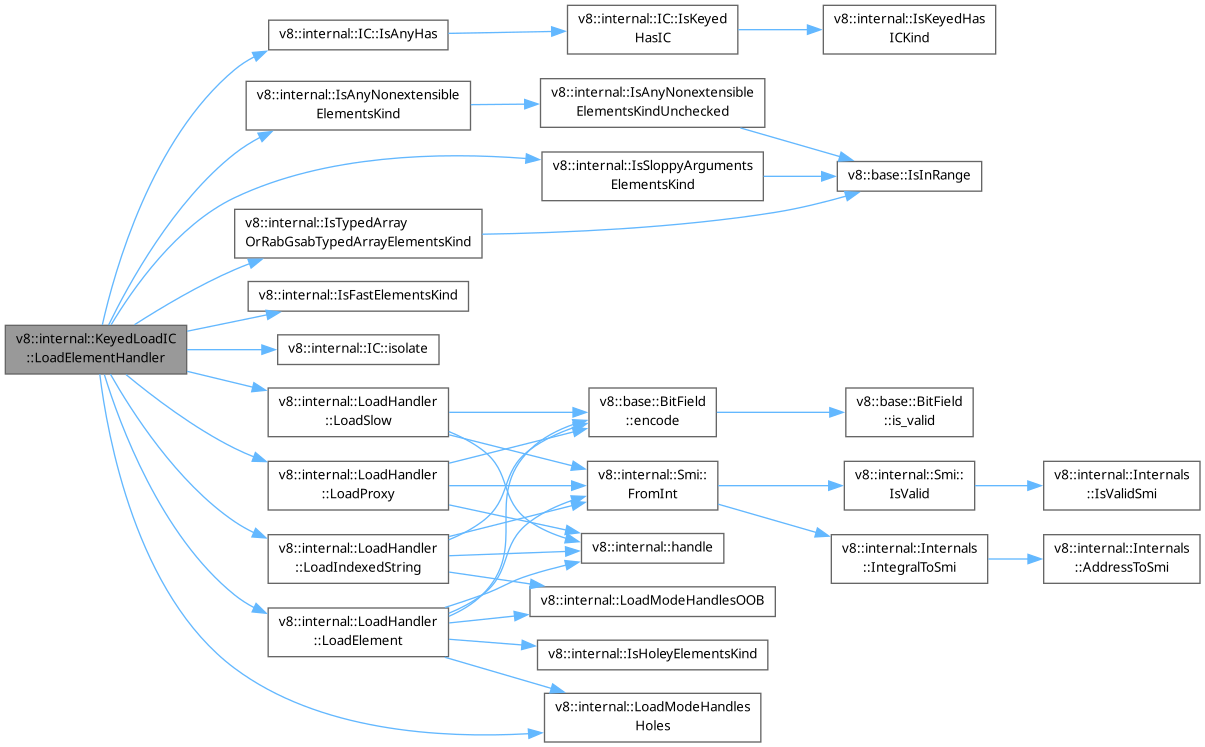 v8::internal::KeyedLoadIC
::LoadElementHandler
v8::internal::IC::IsAnyHas
v8::internal::IsAnyNonextensible
ElementsKind
v8::internal::IsTypedArray
OrRabGsabTypedArrayElementsKind
v8::internal::IsFastElementsKind
v8::internal::IC::isolate
v8::internal::LoadHandler
::LoadSlow
v8::internal::LoadHandler
::LoadProxy
v8::internal::LoadHandler
::LoadIndexedString
v8::internal::LoadHandler
::LoadElement
v8::internal::IC::IsKeyed
HasIC
v8::internal::IsAnyNonextensible
ElementsKindUnchecked
v8::internal::IsSloppyArguments
ElementsKind
v8::base::BitField
::encode
v8::internal::Smi::
FromInt
v8::internal::handle
v8::internal::LoadModeHandlesOOB
v8::internal::IsHoleyElementsKind
v8::internal::LoadModeHandles
Holes
v8::internal::IsKeyedHas
ICKind
v8::base::IsInRange
v8::base::BitField
::is_valid
v8::internal::Smi::
IsValid
v8::internal::Internals
::IntegralToSmi
v8::internal::Internals
::IsValidSmi
v8::internal::Internals
::AddressToSmi